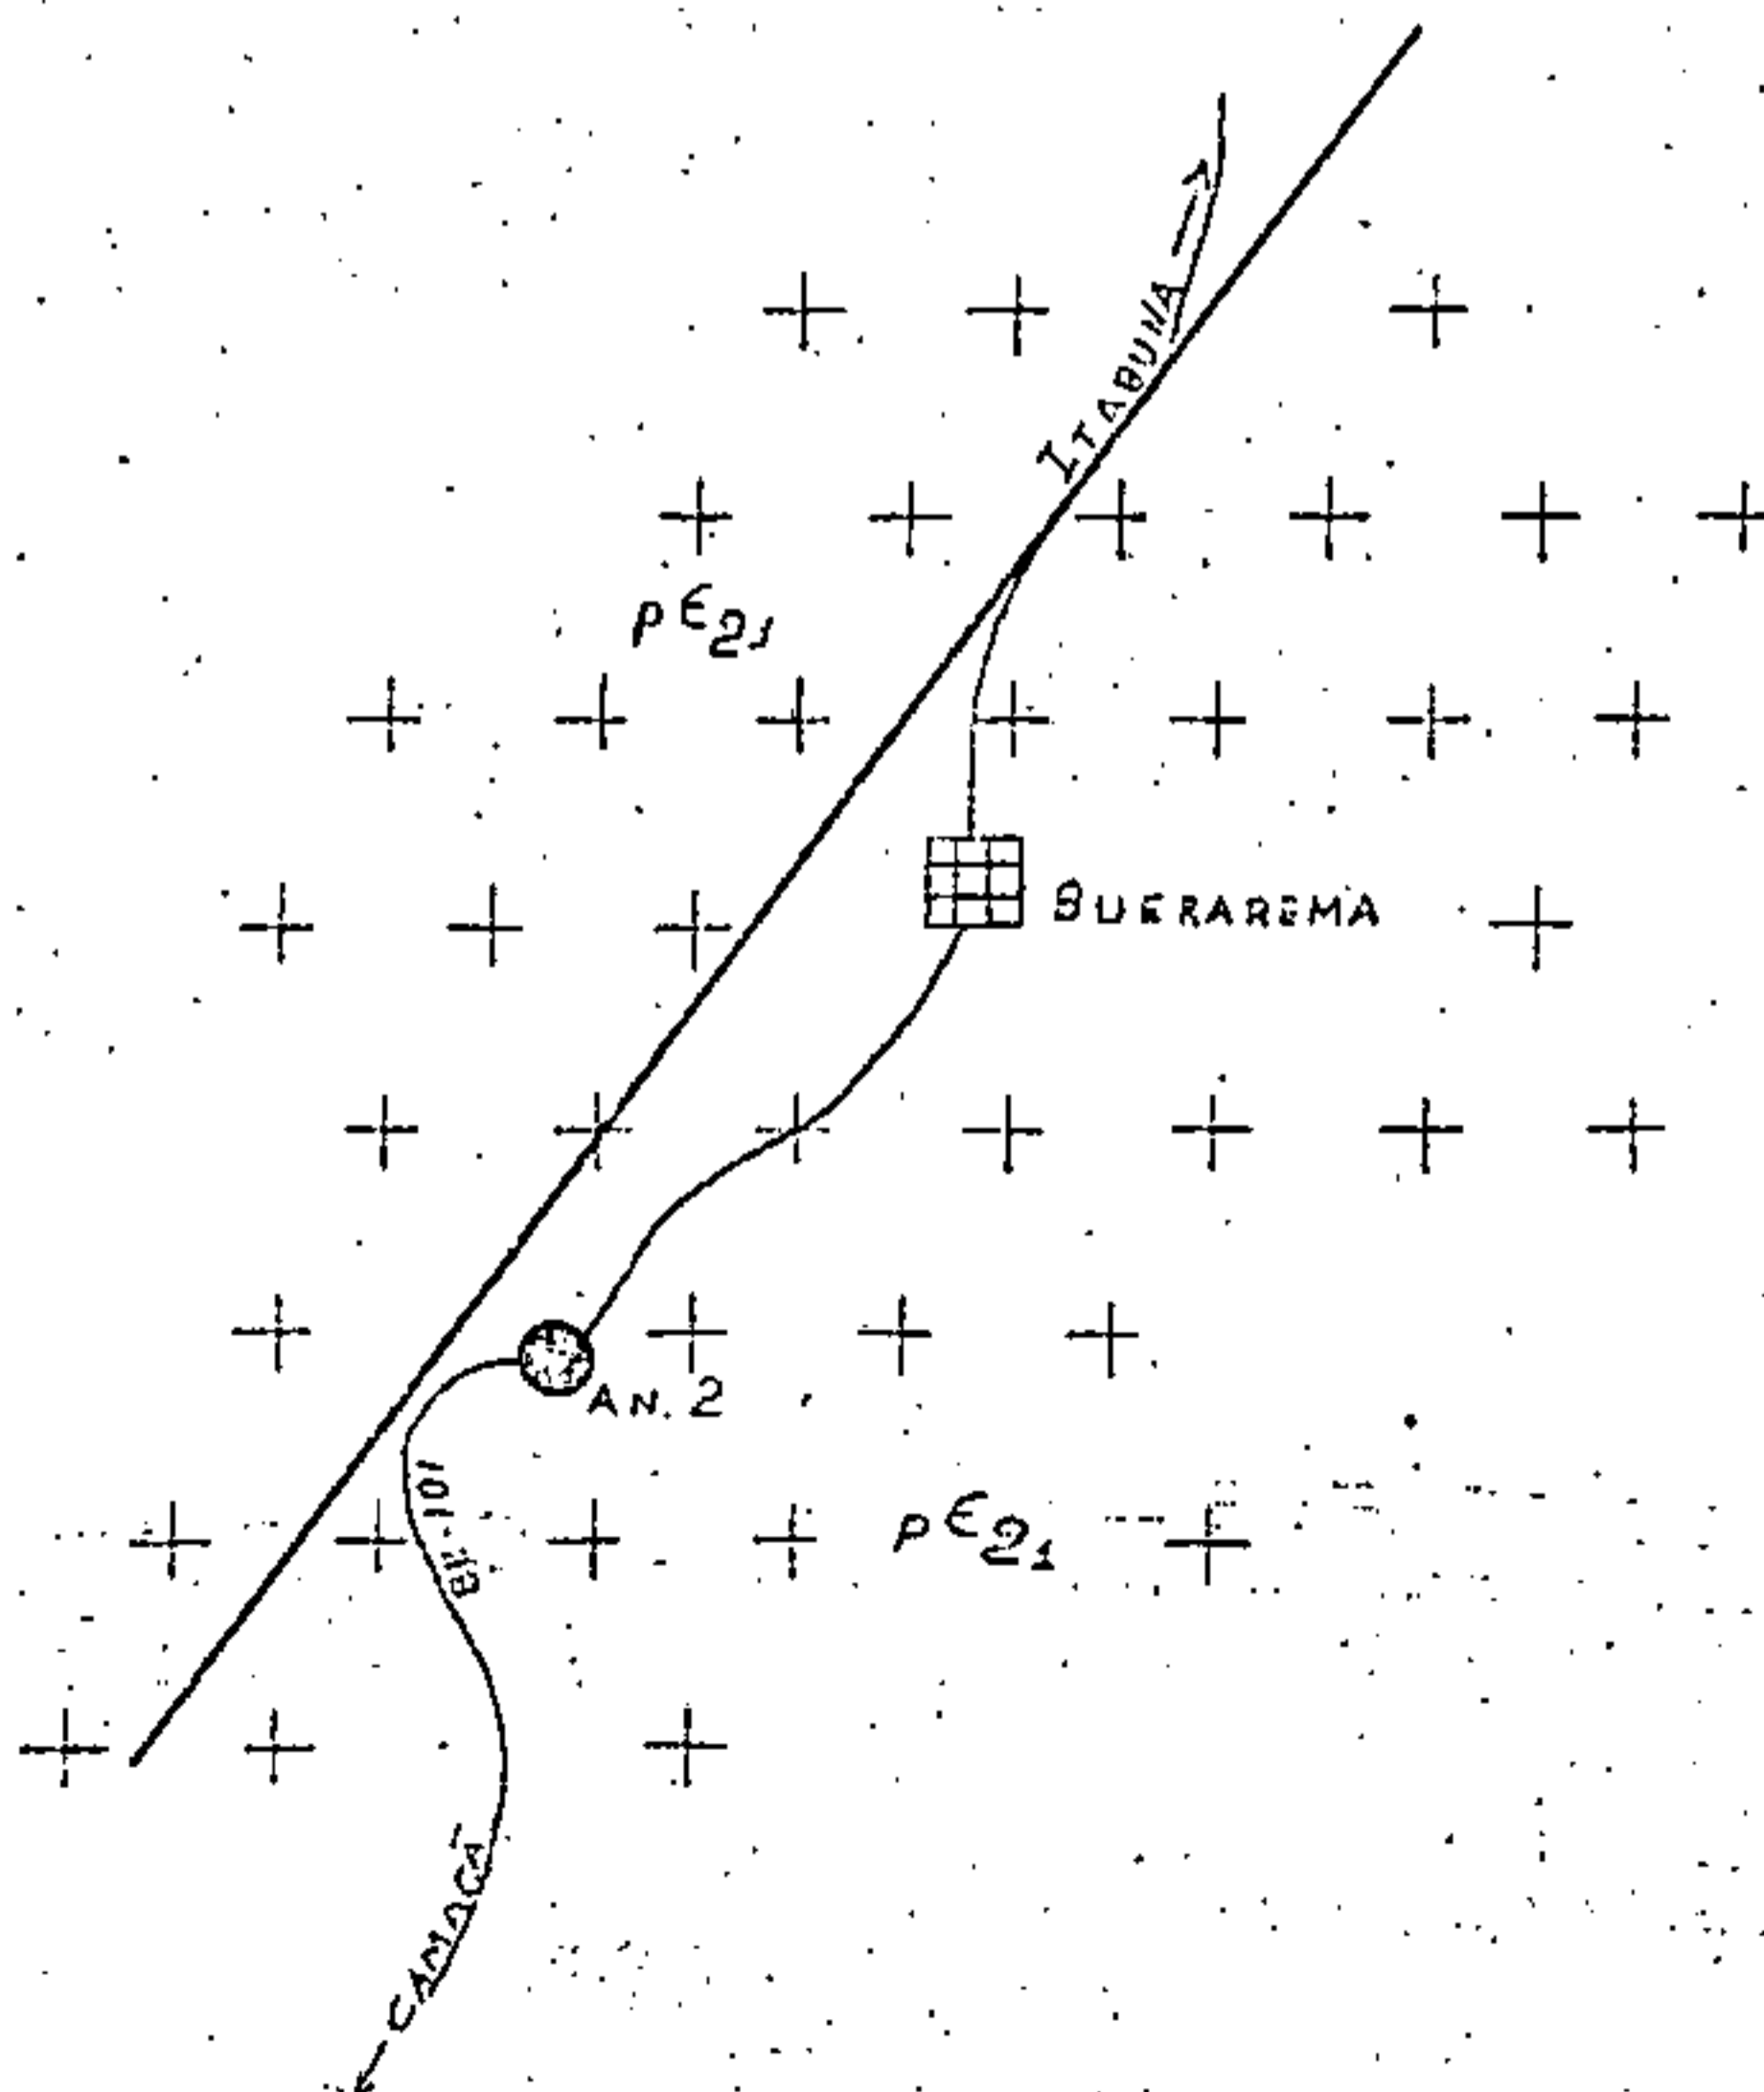 ITABUNA
pЄ21
BUERAREMA
AN. 2
BR-101
pЄ21
CAMACÃ